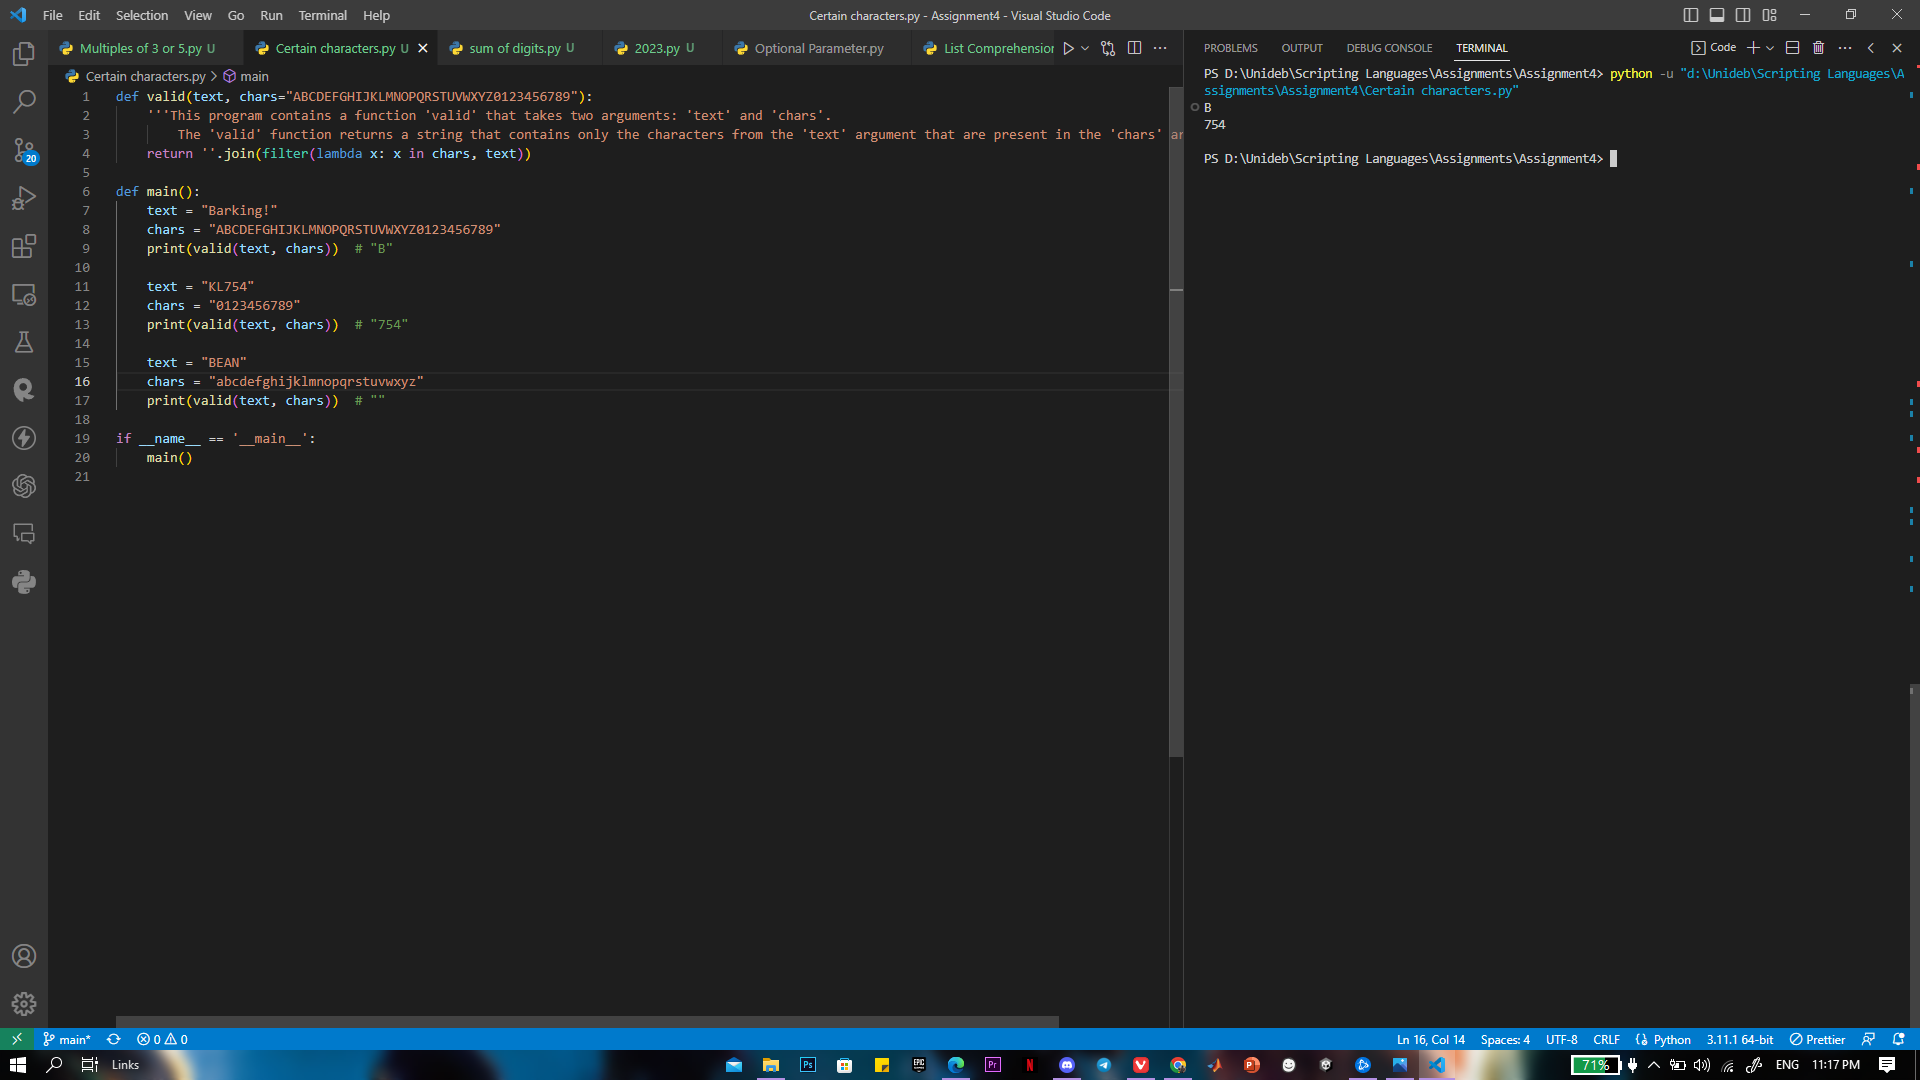 File Edit Selection View Go Run Terminal Help
Certain characters.py - Assignment4 - Visual Studio Code
Multiples of 3 or 5.py U
Certain characters.py U
sum of digits.py U
2023.py U
Optional Parameter.py
List Comprehension
Certain characters.py > main
1 def valid(text, chars="ABCDEFGHIJKLMNOPQRSTUVWXYZ0123456789"):
2 '''This program contains a function 'valid' that takes two arguments: 'text' and 'chars'.
3 The 'valid' function returns a string that contains only the characters from the 'text' argument that are present in the 'chars' ar
4 return ''.join(filter(lambda x: x in chars, text))
5
6 def main():
7 text = "Barking!"
8 chars = "ABCDEFGHIJKLMNOPQRSTUVWXYZ0123456789"
9 print(valid(text, chars))  # "B"
10
11 text = "KL754"
12 chars = "0123456789"
13 print(valid(text, chars))  # "754"
14
15 text = "BEAN"
16 chars = "abcdefghijklmnopqrstuvwxyz"
17 print(valid(text, chars))  # ""
18
19 if __name__ == '__main__':
20 main()
21
PROBLEMS OUTPUT DEBUG CONSOLE TERMINAL
Code
PS D:\Unideb\Scripting Languages\Assignments\Assignment4> python -u "d:\Unideb\Scripting Languages\A
ssignments\Assignment4\Certain characters.py"
B
754
PS D:\Unideb\Scripting Languages\Assignments\Assignment4>
20
main*
0 0
Ln 16, Col 14
Spaces: 4
UTF-8
CRLF
Python
3.11.1 64-bit
Prettier
Links
Ps
EPIC
Pr
N
71%
ENG
11:17 PM